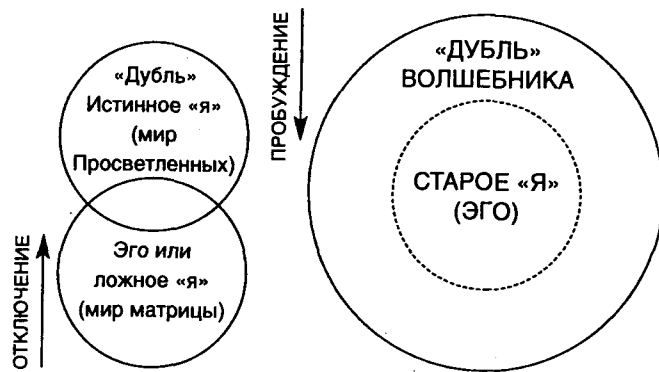 «Дубль»
Истинное «я»
(мир
Просветленных)
Эго или
ложное «я»
(мир матрицы)
ОТКЛЮЧЕНИЕ
ПРОБУЖДЕНИЕ
«ДУБЛЬ»
ВОЛШЕБНИКА
СТАРОЕ «Я»
(ЭГО)